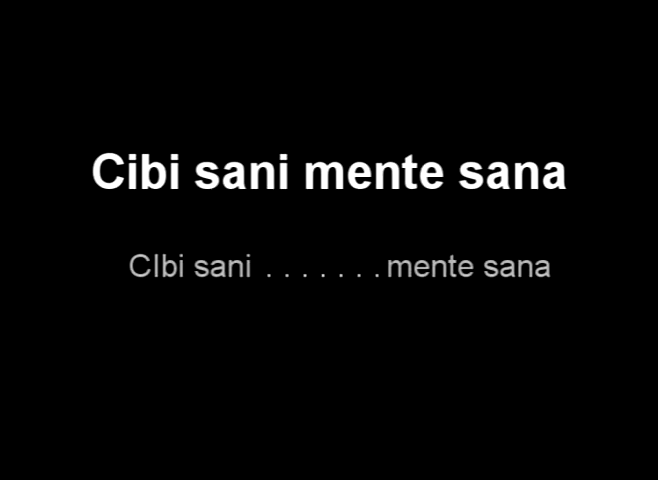 Cibi sani mente sana
CIbi sani . . . . . . . mente sana